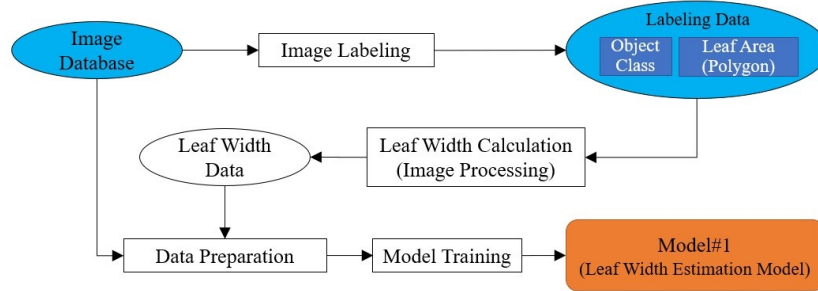 Image
Database
Image Labeling
Labeling Data
Object
Class
Leaf Area
(Polygon)
Leaf Width
Data
Leaf Width Calculation
(Image Processing)
Data Preparation
Model Training
Model#1
(Leaf Width Estimation Model)